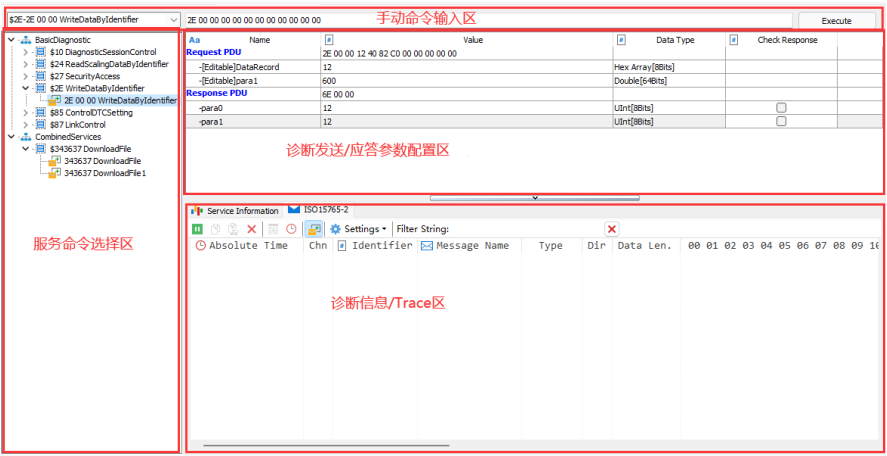 $2E-2E 00 00 WriteDataByIdentifier 2E 00 00 00 00 00 00 00 00 00 00 00 手动命令输入区 Execute
BasicDiagnostic
$10 DiagnosticSessionControl
$24 ReadScalingDataByIdentifier
$27 SecurityAccess
$2E WriteDataByIdentifier
2E 00 00 WriteDataByIdentifier
$85 ControlDTCSetting
$87 LinkControl
CombinedServices
$343637 DownloadFile
343637 DownloadFile
343637 DownloadFile1
服务命令选择区
Aa Name # Value # Data Type # Check Response
Request PDU 2E 00 00 12 40 82 C0 00 00 00 00 00
-[Editable]DataRecord 12 Hex Array[8Bits]
-[Editable]para1 600 Double[64Bits]
Response PDU 6E 00 00
-para0 12 UInt[8Bits]
-para1 12 UInt[8Bits]
诊断发送/应答参数配置区
Service Information ISO15765-2
Settings Filter String:
Absolute Time Chn # Identifier Message Name Type Dir Data Len. 00 01 02 03 04 05 06 07 08 09 10
诊断信息/Trace区